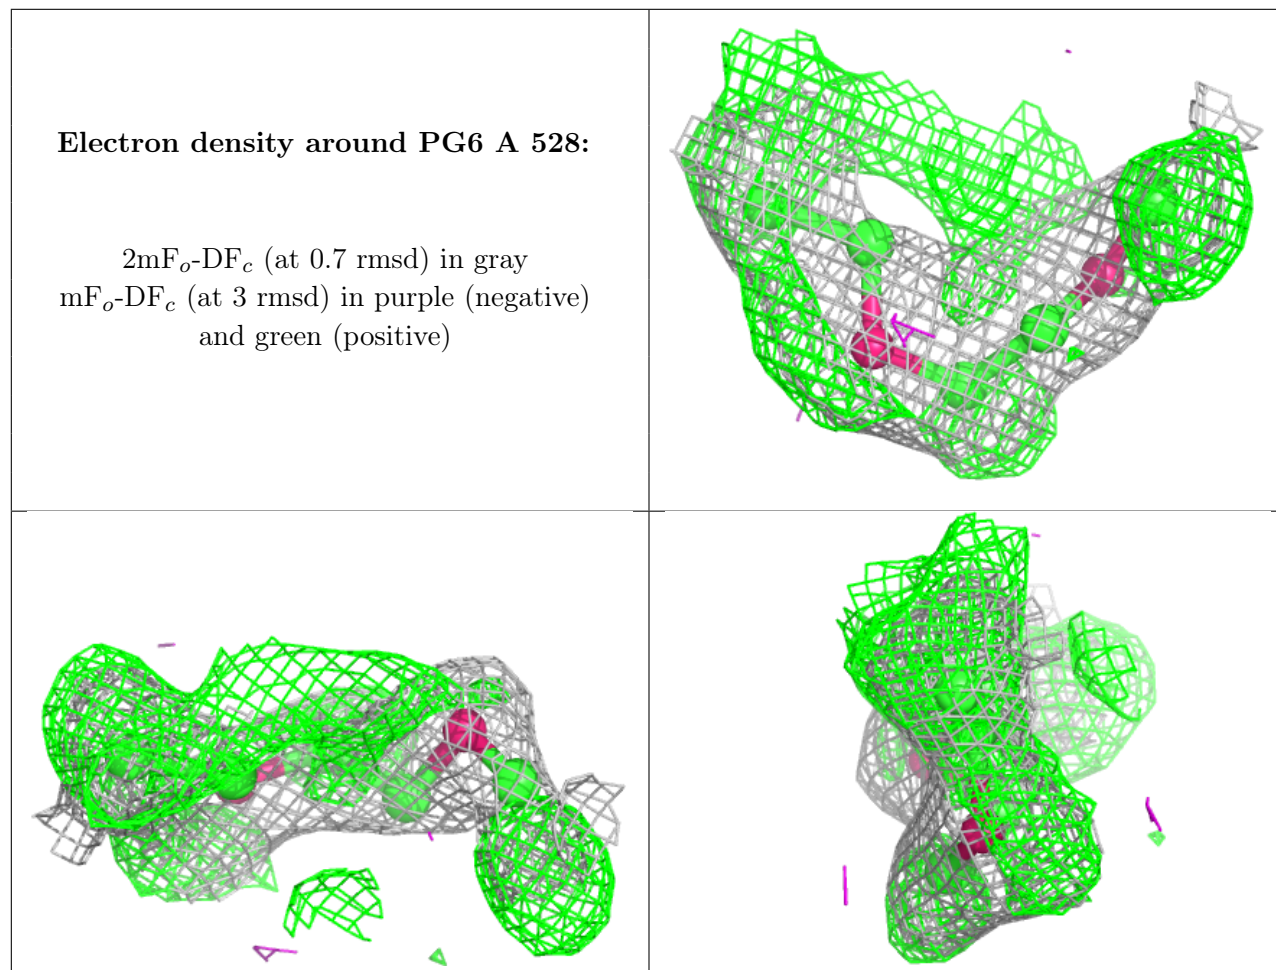 Electron density around PG6 A 528:
2mFo-DFc (at 0.7 rmsd) in gray
mFo-DFc (at 3 rmsd) in purple (negative)
and green (positive)